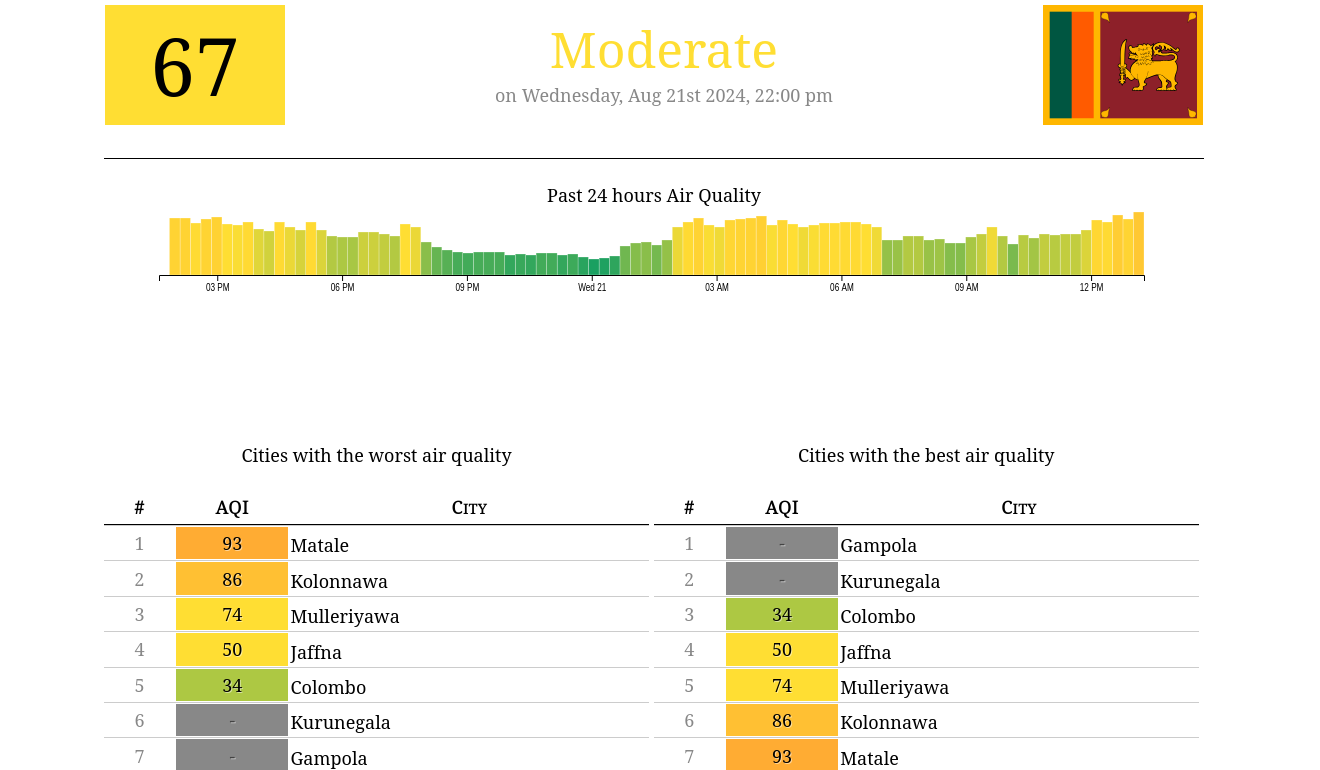 67
Moderate
on Wednesday, Aug 21st 2024, 22:00 pm
Past 24 hours Air Quality
03 PM 06 PM 09 PM Wed 21 03 AM 06 AM 09 AM 12 PM
Cities with the worst air quality
# AQI City
1 93 Matale
2 86 Kolonnawa
3 74 Mulleriyawa
4 50 Jaffna
5 34 Colombo
6 - Kurunegala
7 - Gampola
Cities with the best air quality
# AQI City
1 - Gampola
2 - Kurunegala
3 34 Colombo
4 50 Jaffna
5 74 Mulleriyawa
6 86 Kolonnawa
7 93 Matale